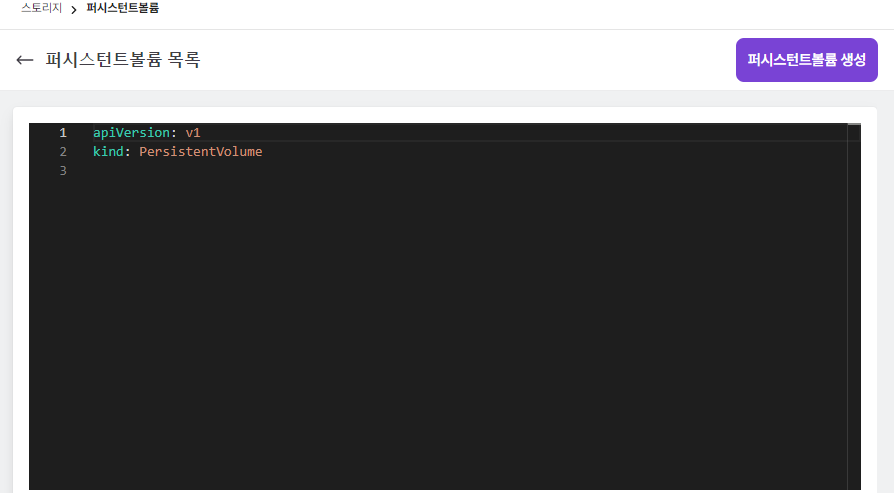 스토리지 > 퍼시스턴트볼륨
← 퍼시스턴트볼륨 목록
퍼시스턴트볼륨 생성
1 apiVersion: v1
2 kind: PersistentVolume
3